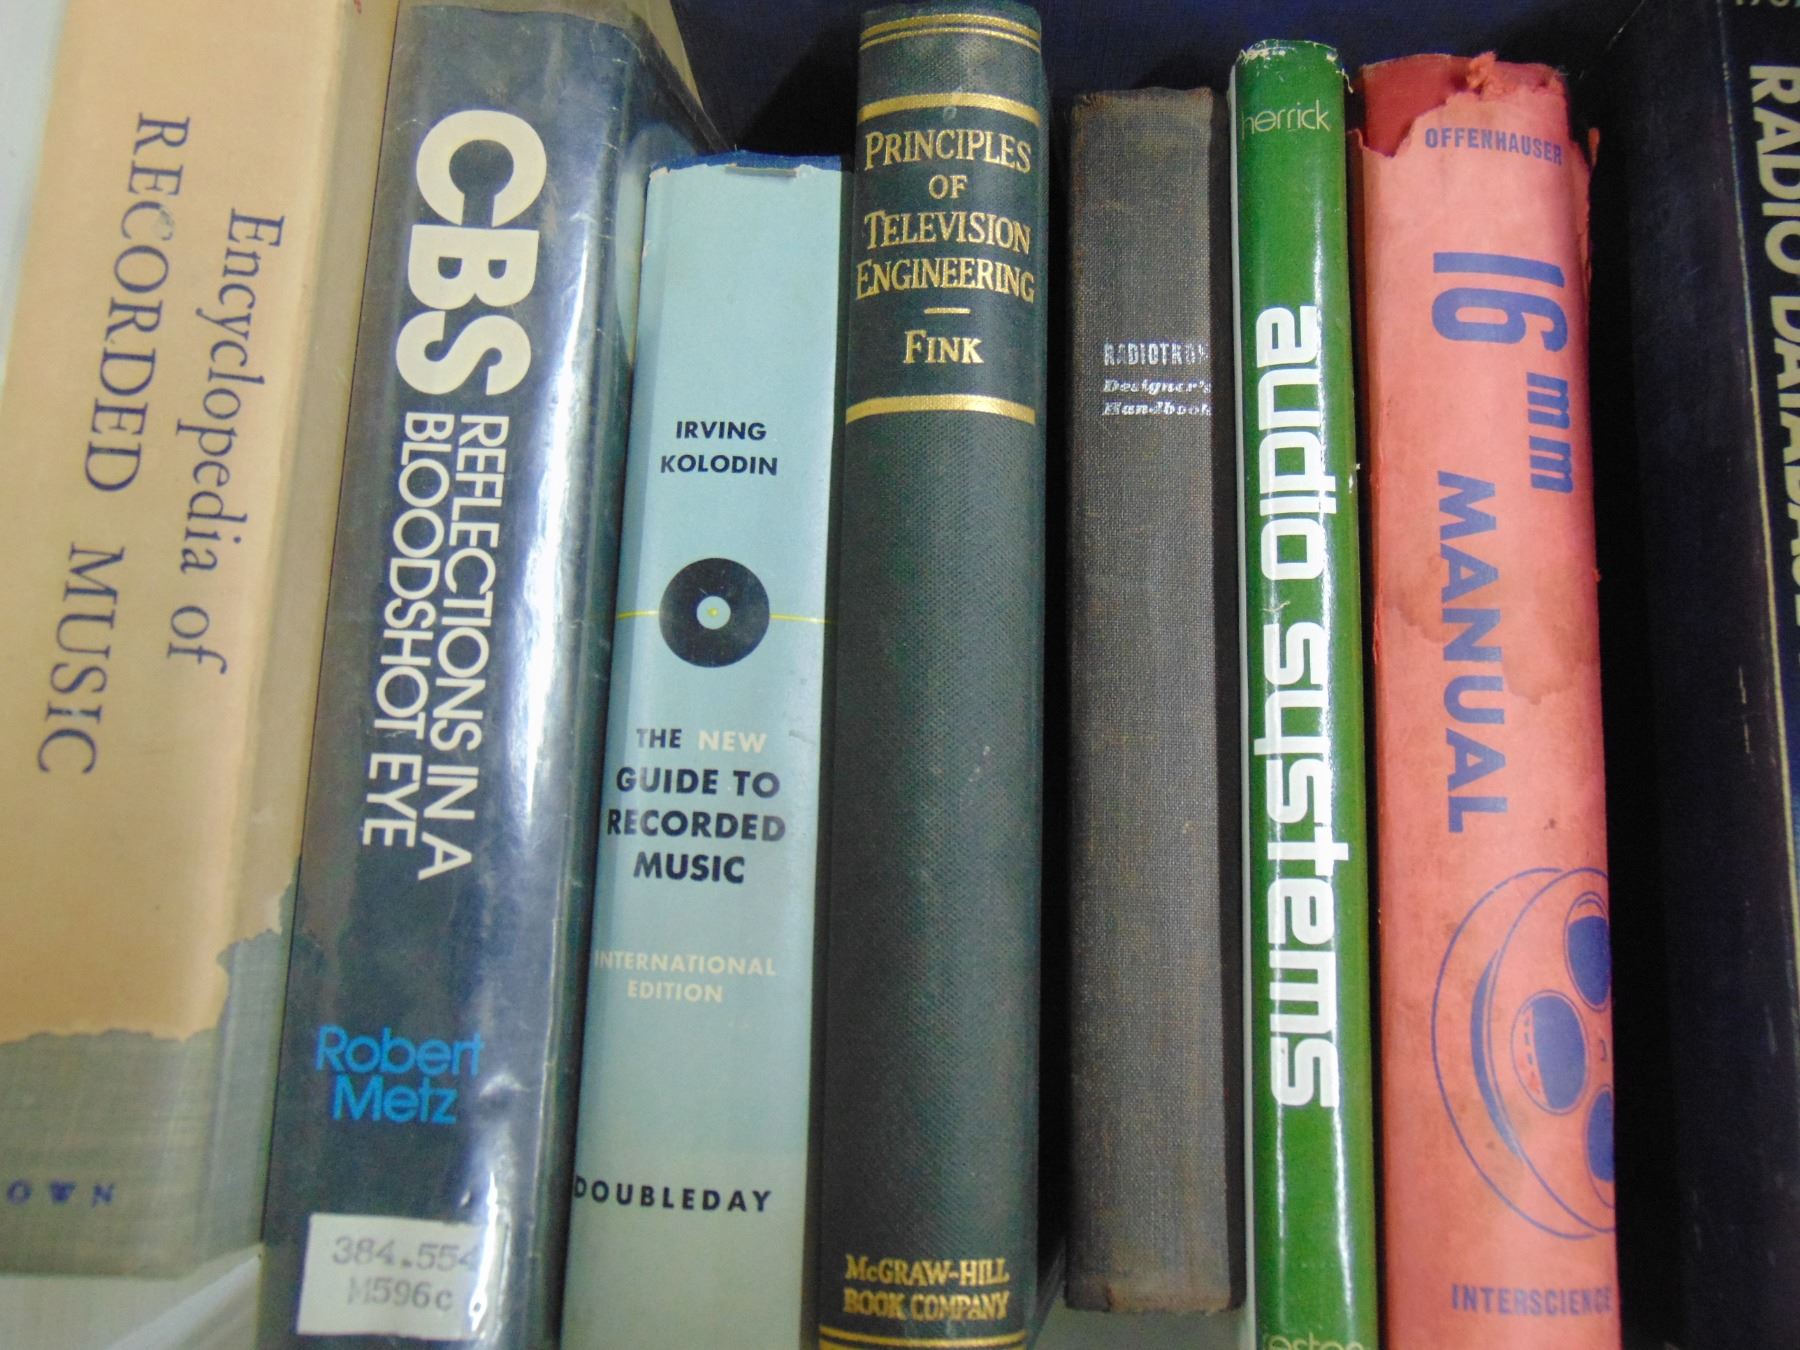 Encyclopedia of
RECORDED MUSIC
OWN
CBS
REFLECTIONS IN A
BLOODSHOT EYE
Robert
Metz
384.554
M596c
IRVING
KOLODIN
THE NEW
GUIDE TO
RECORDED
MUSIC
INTERNATIONAL
EDITION
DOUBLEDAY
PRINCIPLES
OF
TELEVISION
ENGINEERING
FINK
McGRAW-HILL
BOOK COMPANY
RADIOTRON
Designer's
Handbook
herrick
audio systems
OFFENHAUSER
16 mm
MANUAL
INTERSCIENCE